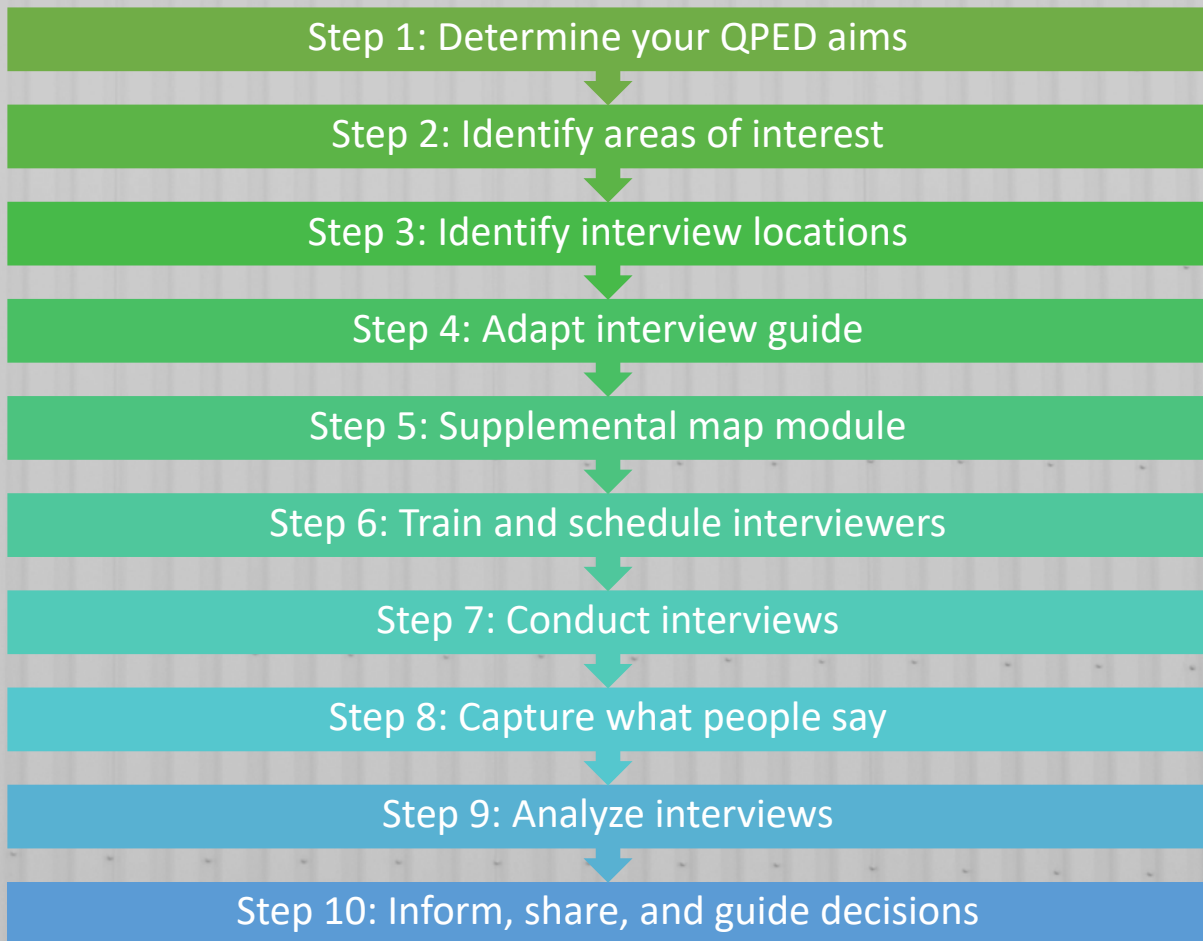 Step 1: Determine your QPED aims
Step 2: Identify areas of interest
Step 3: Identify interview locations
Step 4: Adapt interview guide
Step 5: Supplemental map module
Step 6: Train and schedule interviewers
Step 7: Conduct interviews
Step 8: Capture what people say
Step 9: Analyze interviews
Step 10: Inform, share, and guide decisions